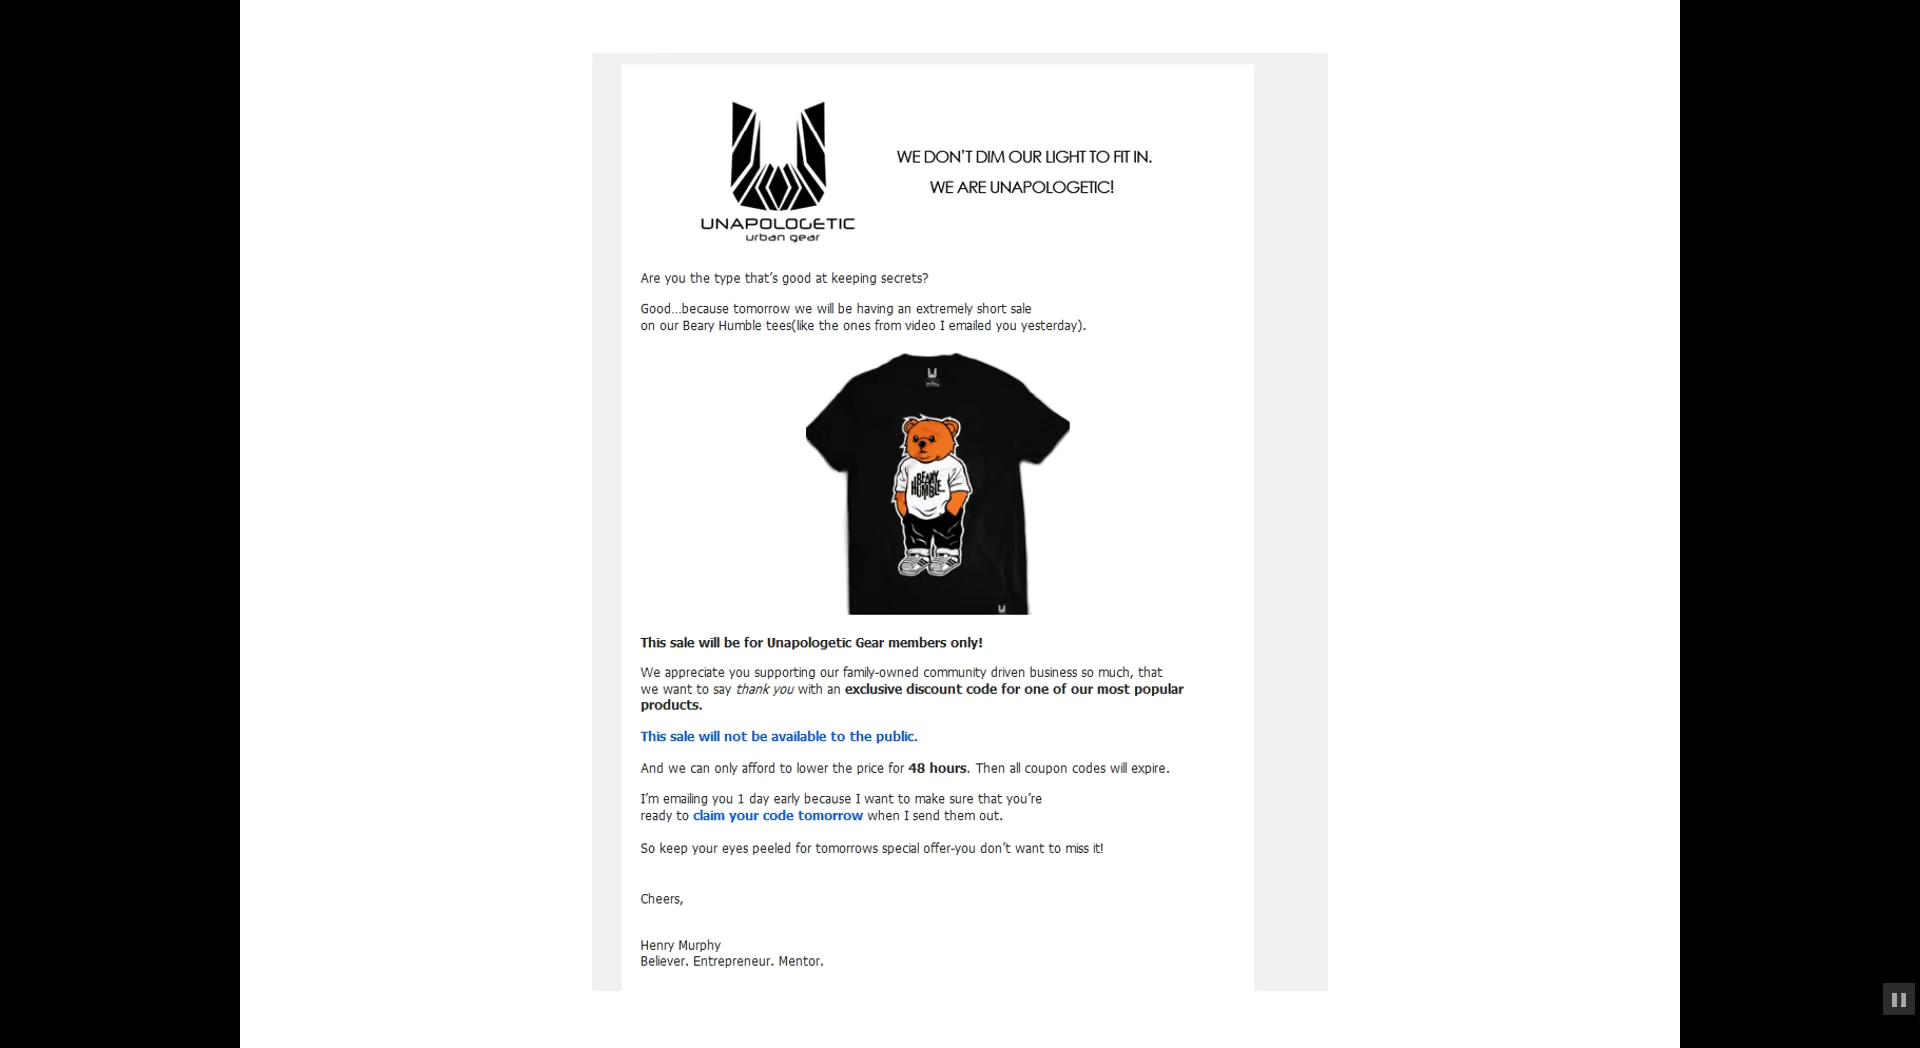 WE DON'T DIM OUR LIGHT TO FIT IN.
WE ARE UNAPOLOGETIC!
UNAPOLOGETIC
urban gear
Are you the type that's good at keeping secrets?
Good...because tomorrow we will be having an extremely short sale
on our Beary Humble tees(like the ones from video I emailed you yesterday).
BEARY
HUMBLE
This sale will be for Unapologetic Gear members only!
We appreciate you supporting our family-owned community driven business so much, that
we want to say thank you with an exclusive discount code for one of our most popular
products.
This sale will not be available to the public.
And we can only afford to lower the price for 48 hours. Then all coupon codes will expire.
I'm emailing you 1 day early because I want to make sure that you're
ready to claim your code tomorrow when I send them out.
So keep your eyes peeled for tomorrows special offer-you don't want to miss it!
Cheers,
Henry Murphy
Believer. Entrepreneur. Mentor.